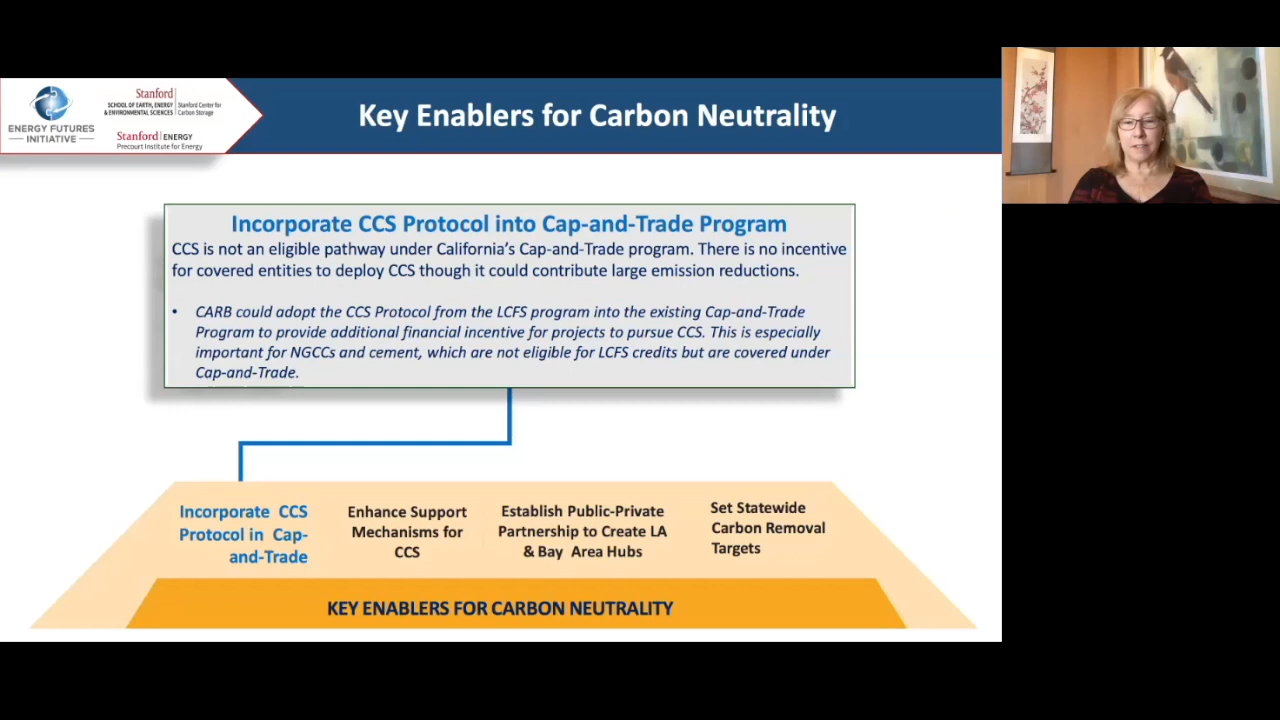 ENERGY FUTURES
INITIATIVE
Stanford
SCHOOL OF EARTH, ENERGY
& ENVIRONMENTAL SCIENCES
Stanford Center for
Carbon Storage
Stanford | ENERGY
Precourt Institute for Energy
Key Enablers for Carbon Neutrality
Incorporate CCS Protocol into Cap-and-Trade Program
CCS is not an eligible pathway under California’s Cap-and-Trade program. There is no incentive
for covered entities to deploy CCS though it could contribute large emission reductions.
• CARB could adopt the CCS Protocol from the LCFS program into the existing Cap-and-Trade
Program to provide additional financial incentive for projects to pursue CCS. This is especially
important for NGCCs and cement, which are not eligible for LCFS credits but are covered under
Cap-and-Trade.
Incorporate CCS
Protocol in Cap-
and-Trade
Enhance Support
Mechanisms for
CCS
Establish Public-Private
Partnership to Create LA
& Bay Area Hubs
Set Statewide
Carbon Removal
Targets
KEY ENABLERS FOR CARBON NEUTRALITY